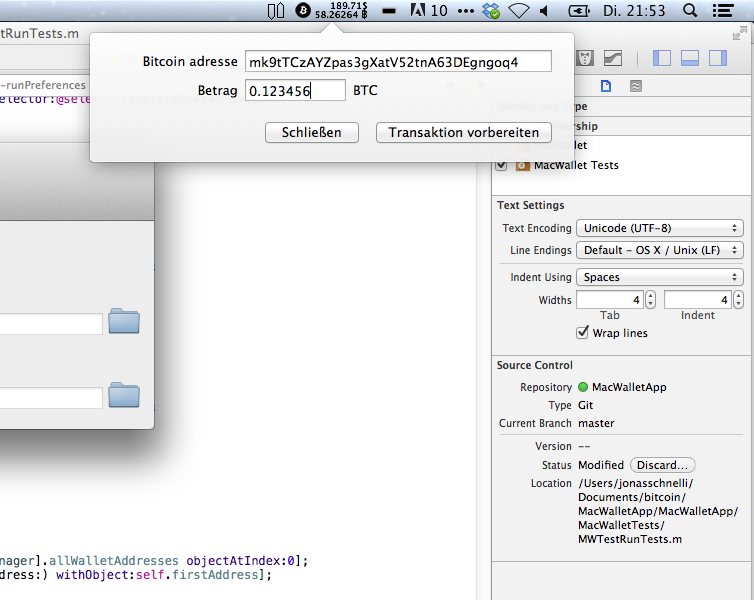 189.71$
58.26264 ฿
10
Di. 21:53
tRunTests.m
Bitcoin adresse mk9tTCzAYZpas3gXatV52tnA63DEgngoq4
Betrag 0.123456 BTC
Schließen Transaktion vorbereiten
-runPreferences
elector:@sel
Type
rship
let
MacWallet Tests
Text Settings
Text Encoding Unicode (UTF-8)
Line Endings Default - OS X / Unix (LF)
Indent Using Spaces
Widths 4 4
Tab Indent
Wrap lines
Source Control
Repository MacWalletApp
Type Git
Current Branch master
Version --
Status Modified Discard...
Location /Users/jonasschnelli/
Documents/bitcoin/
MacWalletApp/MacWalletApp/
MacWalletTests/
MWTestRunTests.m
nager].allWalletAddresses objectAtIndex:0];
dress:) withObject:self.firstAddress];